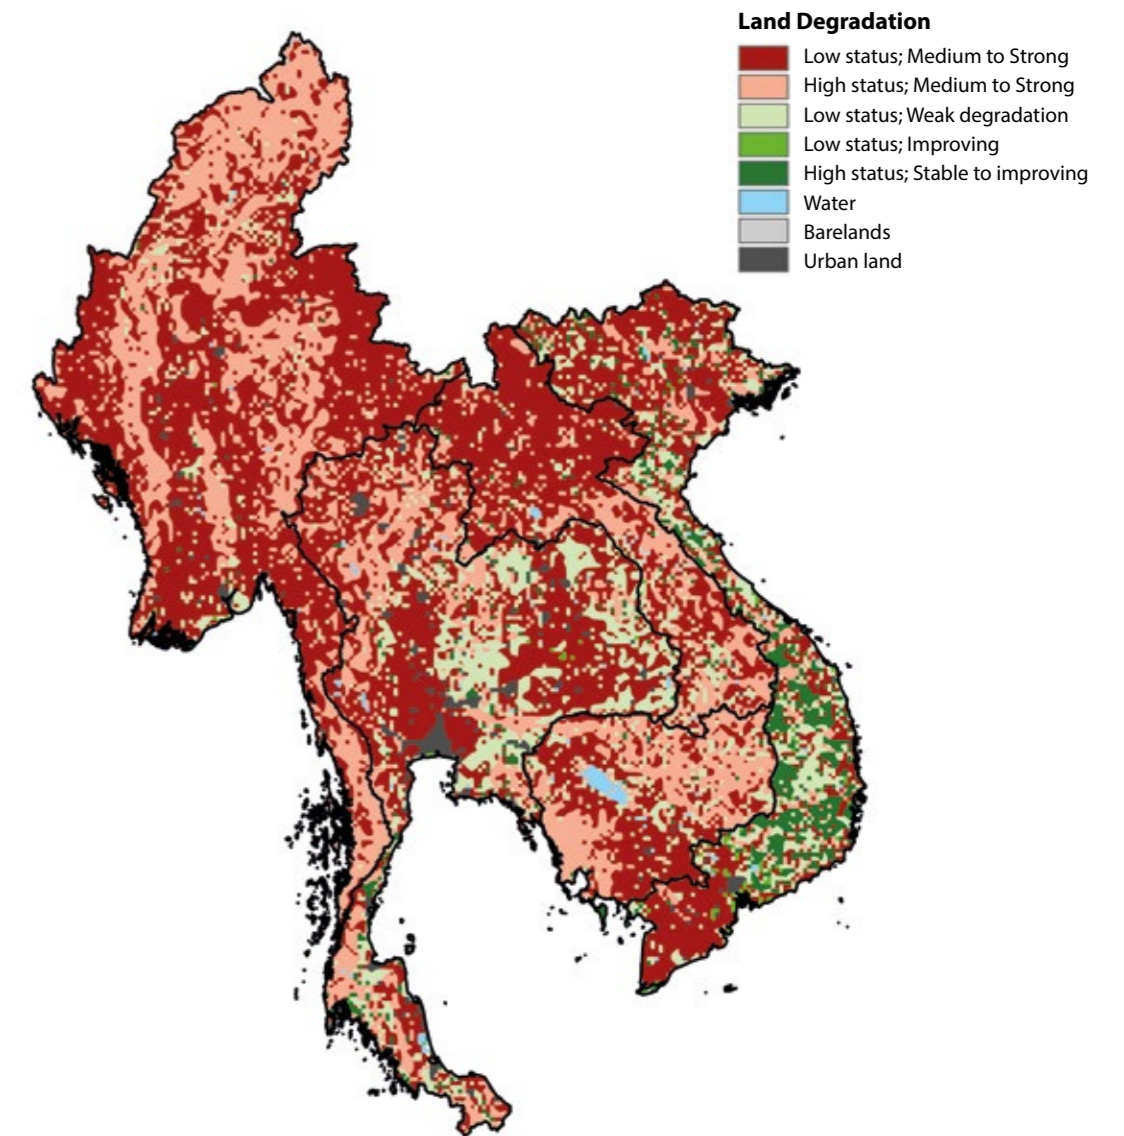 Land Degradation
Low status; Medium to Strong
High status; Medium to Strong
Low status; Weak degradation
Low status; Improving
High status; Stable to improving
Water
Barelands
Urban land